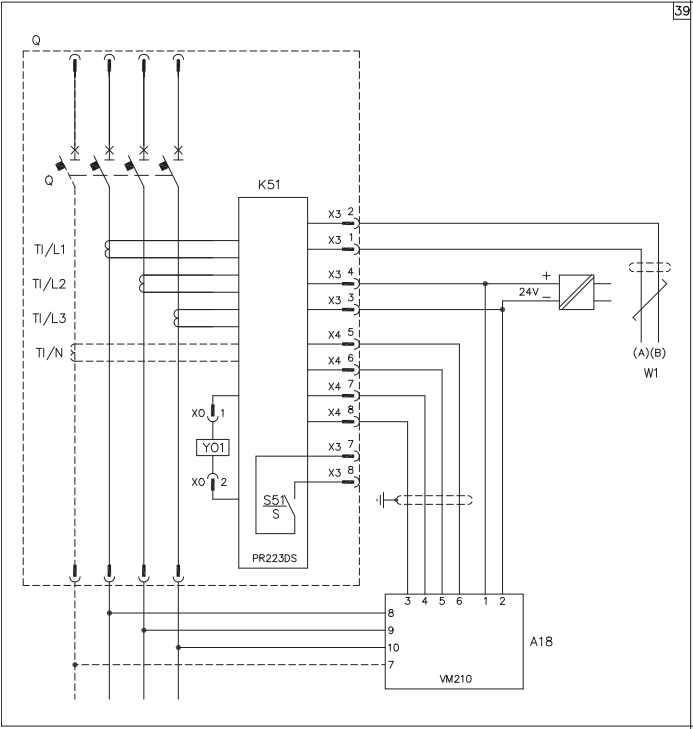 39
Q
Q
K51
X3 2
TI/L1
X3 1
TI/L2
X3 4
+
24V
−
TI/L3
X3 3
X4 5
TI/N
X4 6
(A)(B)
W1
X4 7
X0 1
X4 8
Y01
X3 7
X0 2
X3 8
S51
S
PR223DS
3 4 5 6 1 2
8
9
10
7
A18
VM210